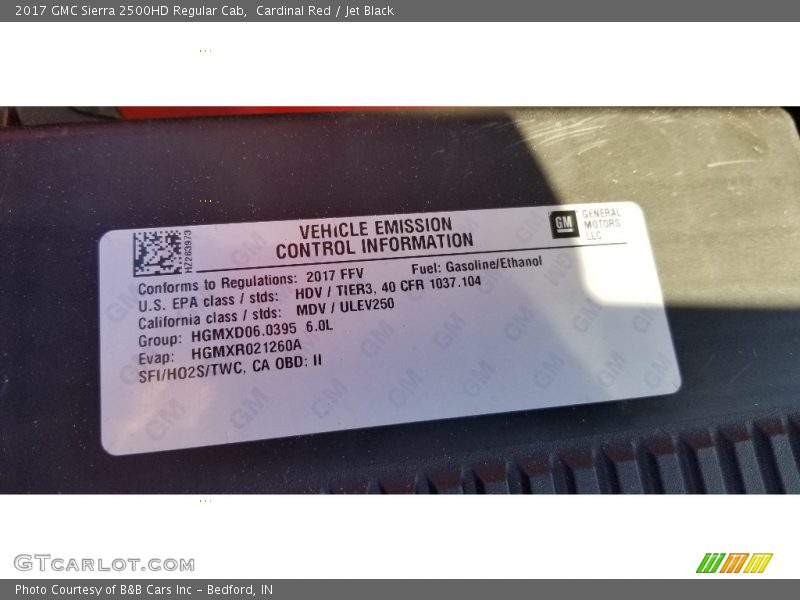 2017 GMC Sierra 2500HD Regular Cab,  Cardinal Red / Jet Black
HZ263973
VEHICLE EMISSION
CONTROL INFORMATION
GM
GENERAL
MOTORS
LLC
Conforms to Regulations: 2017 FFV Fuel: Gasoline/Ethanol
U.S. EPA class / stds: HDV / TIER3, 40 CFR 1037.104
California class / stds: MDV / ULEV250
Group: HGMXD06.0395 6.0L
Evap: HGMXR021260A
SFI/HO2S/TWC, CA OBD: II
GTCARLOT.COM
Photo Courtesy of B&B Cars Inc - Bedford, IN